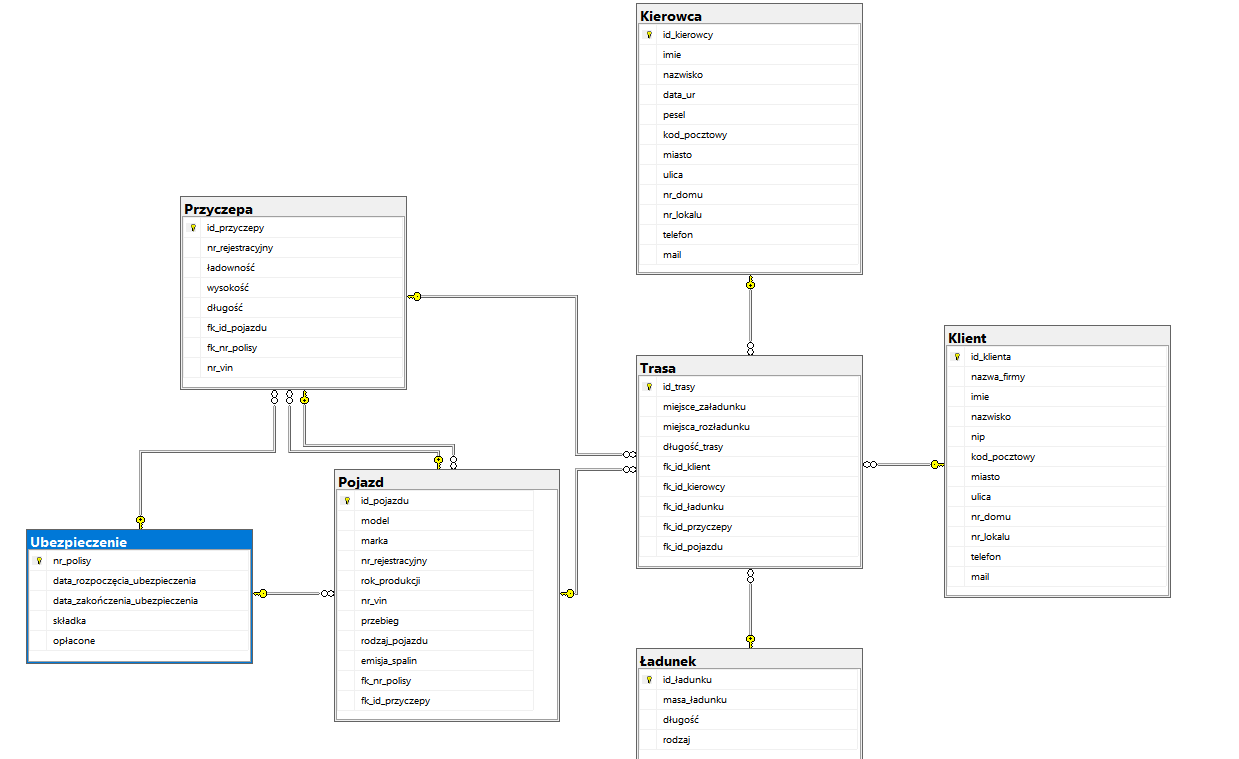 Kierowca
id_kierowcy
imie
nazwisko
data_ur
pesel
kod_pocztowy
miasto
ulica
nr_domu
nr_lokalu
telefon
mail
Przyczepa
id_przyczepy
nr_rejestracyjny
ładowność
wysokość
długość
fk_id_pojazdu
fk_nr_polisy
nr_vin
Trasa
id_trasy
miejsce_załadunku
miejsca_rozładunku
długość_trasy
fk_id_klient
fk_id_kierowcy
fk_id_ładunku
fk_id_przyczepy
fk_id_pojazdu
Klient
id_klienta
nazwa_firmy
imie
nazwisko
nip
kod_pocztowy
miasto
ulica
nr_domu
nr_lokalu
telefon
mail
Ubezpieczenie
nr_polisy
data_rozpoczęcia_ubezpieczenia
data_zakończenia_ubezpieczenia
składka
opłacone
Pojazd
id_pojazdu
model
marka
nr_rejestracyjny
rok_produkcji
nr_vin
przebieg
rodzaj_pojazdu
emisja_spalin
fk_nr_polisy
fk_id_przyczepy
Ładunek
id_ładunku
masa_ładunku
długość
rodzaj